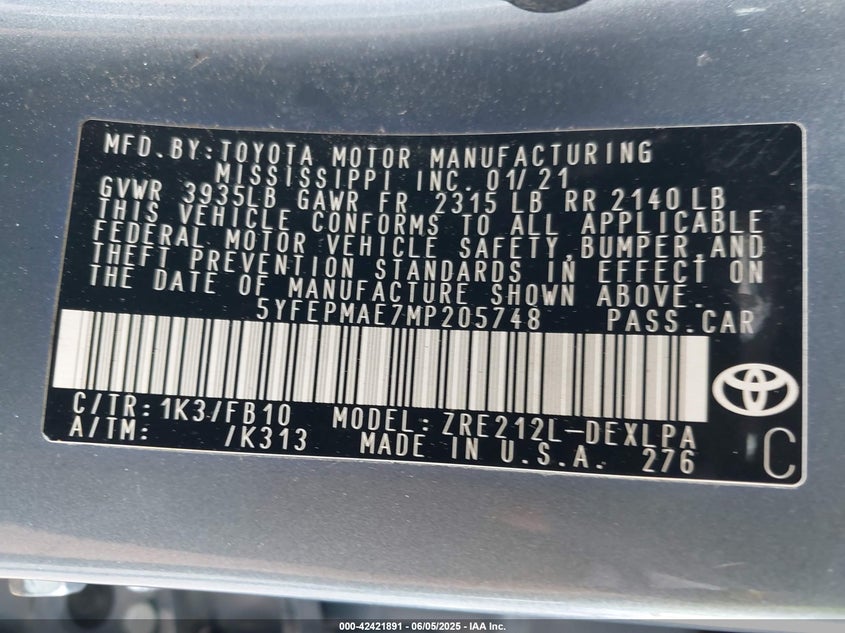 MFD.BY:TOYOTA MOTOR MANUFACTURING
MISSISSIPPI INC. 01/21
GVWR 3935LB GAWR FR 2315 LB RR 2140 LB
THIS VEHICLE CONFORMS TO ALL APPLICABLE
FEDERAL MOTOR VEHICLE SAFETY,BUMPER,AND
THEFT PREVENTION STANDARDS IN EFFECT ON
THE DATE OF MANUFACTURE SHOWN ABOVE.
5YFEPMAE7MP205748 PASS.CAR
C/TR: 1K3/FB10 MODEL: ZRE212L-DEXLPA
A/TM: /K313 MADE IN U.S.A. 276 C
000-42421891 - 06/05/2025 - IAA Inc.